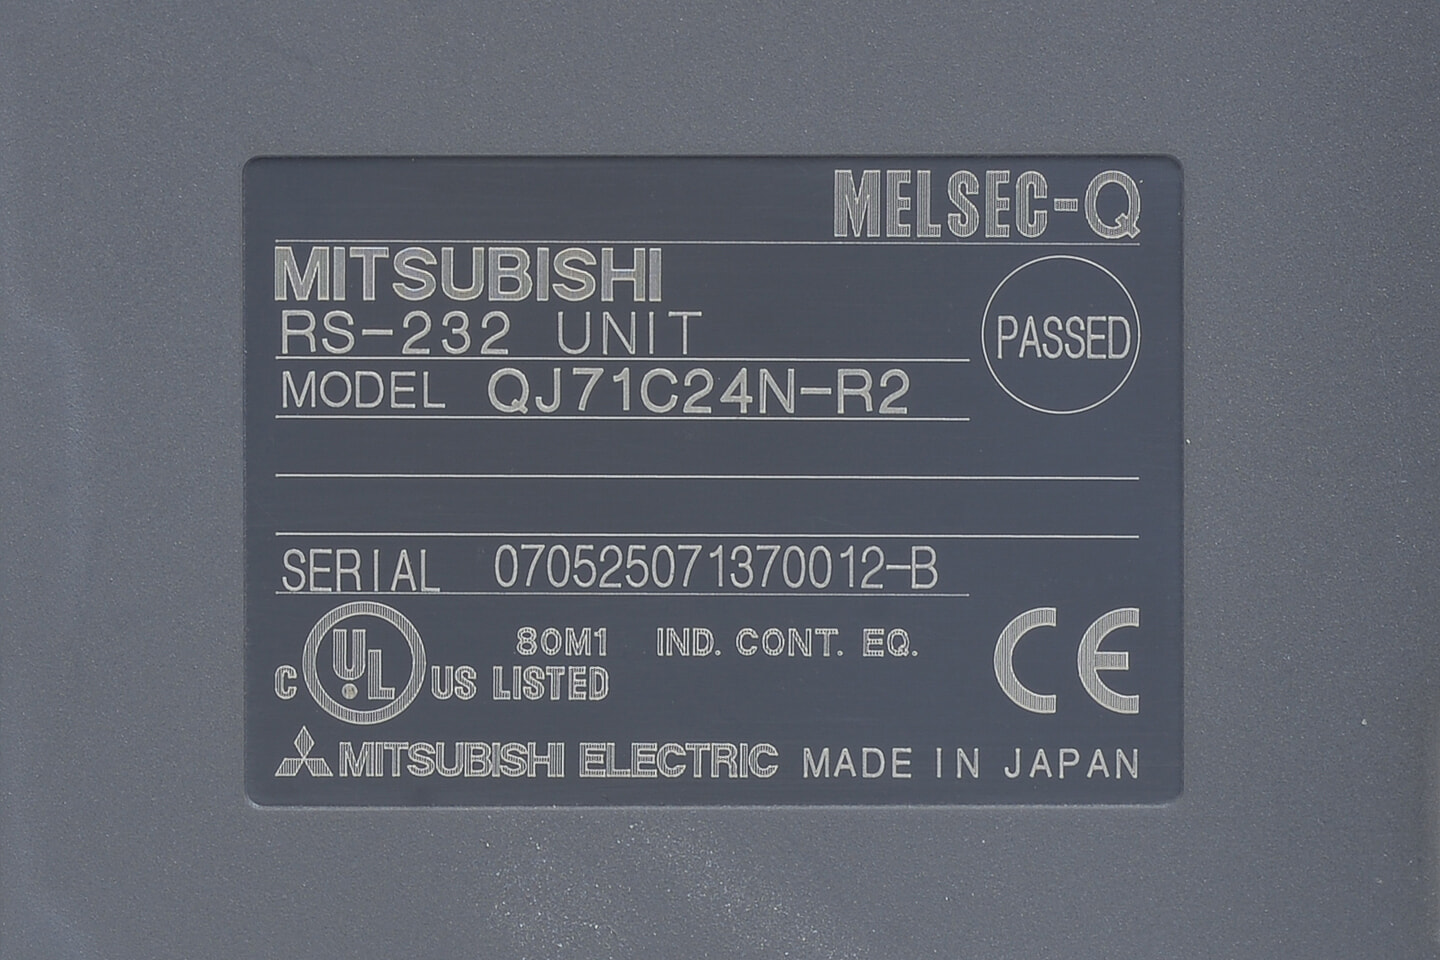 MELSEC-Q
MITSUBISHI
RS-232 UNIT
PASSED
MODEL QJ71C24N-R2
SERIAL 070525071370012-B
80M1 IND. CONT. EQ.
C UL US LISTED
CE
MITSUBISHI ELECTRIC MADE IN JAPAN